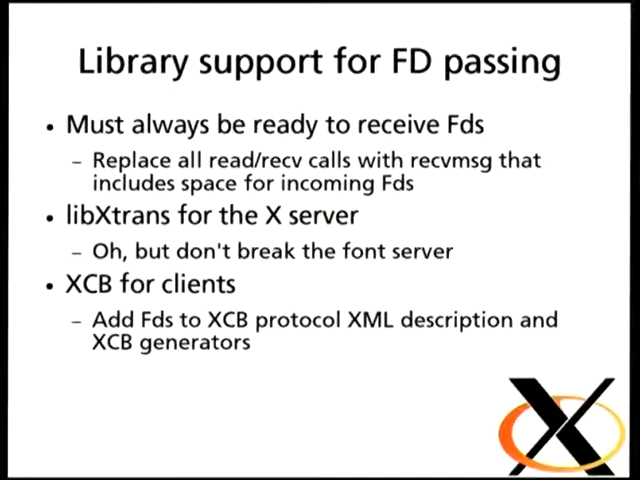 Library support for FD passing
• Must always be ready to receive Fds
– Replace all read/recv calls with recvmsg that
includes space for incoming Fds
• libXtrans for the X server
– Oh, but don't break the font server
• XCB for clients
– Add Fds to XCB protocol XML description and
XCB generators
X